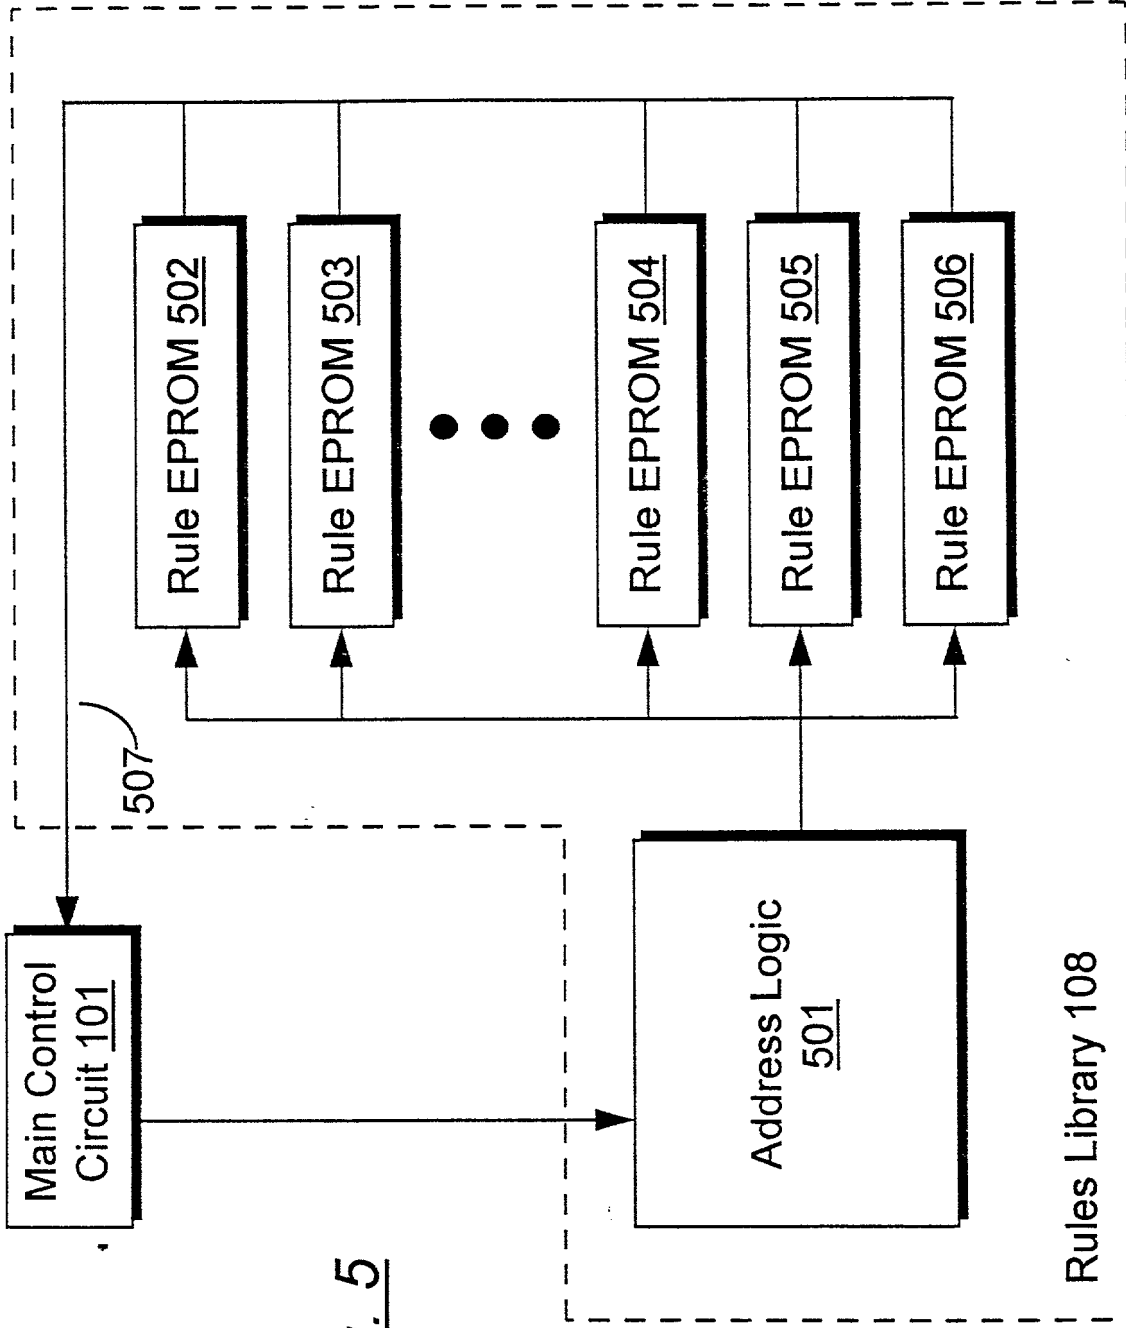 Main Control
Circuit 101
507
Rule EPROM 502
Rule EPROM 503
Rule EPROM 504
Rule EPROM 505
Rule EPROM 506
Address Logic
501
Rules Library 108
5